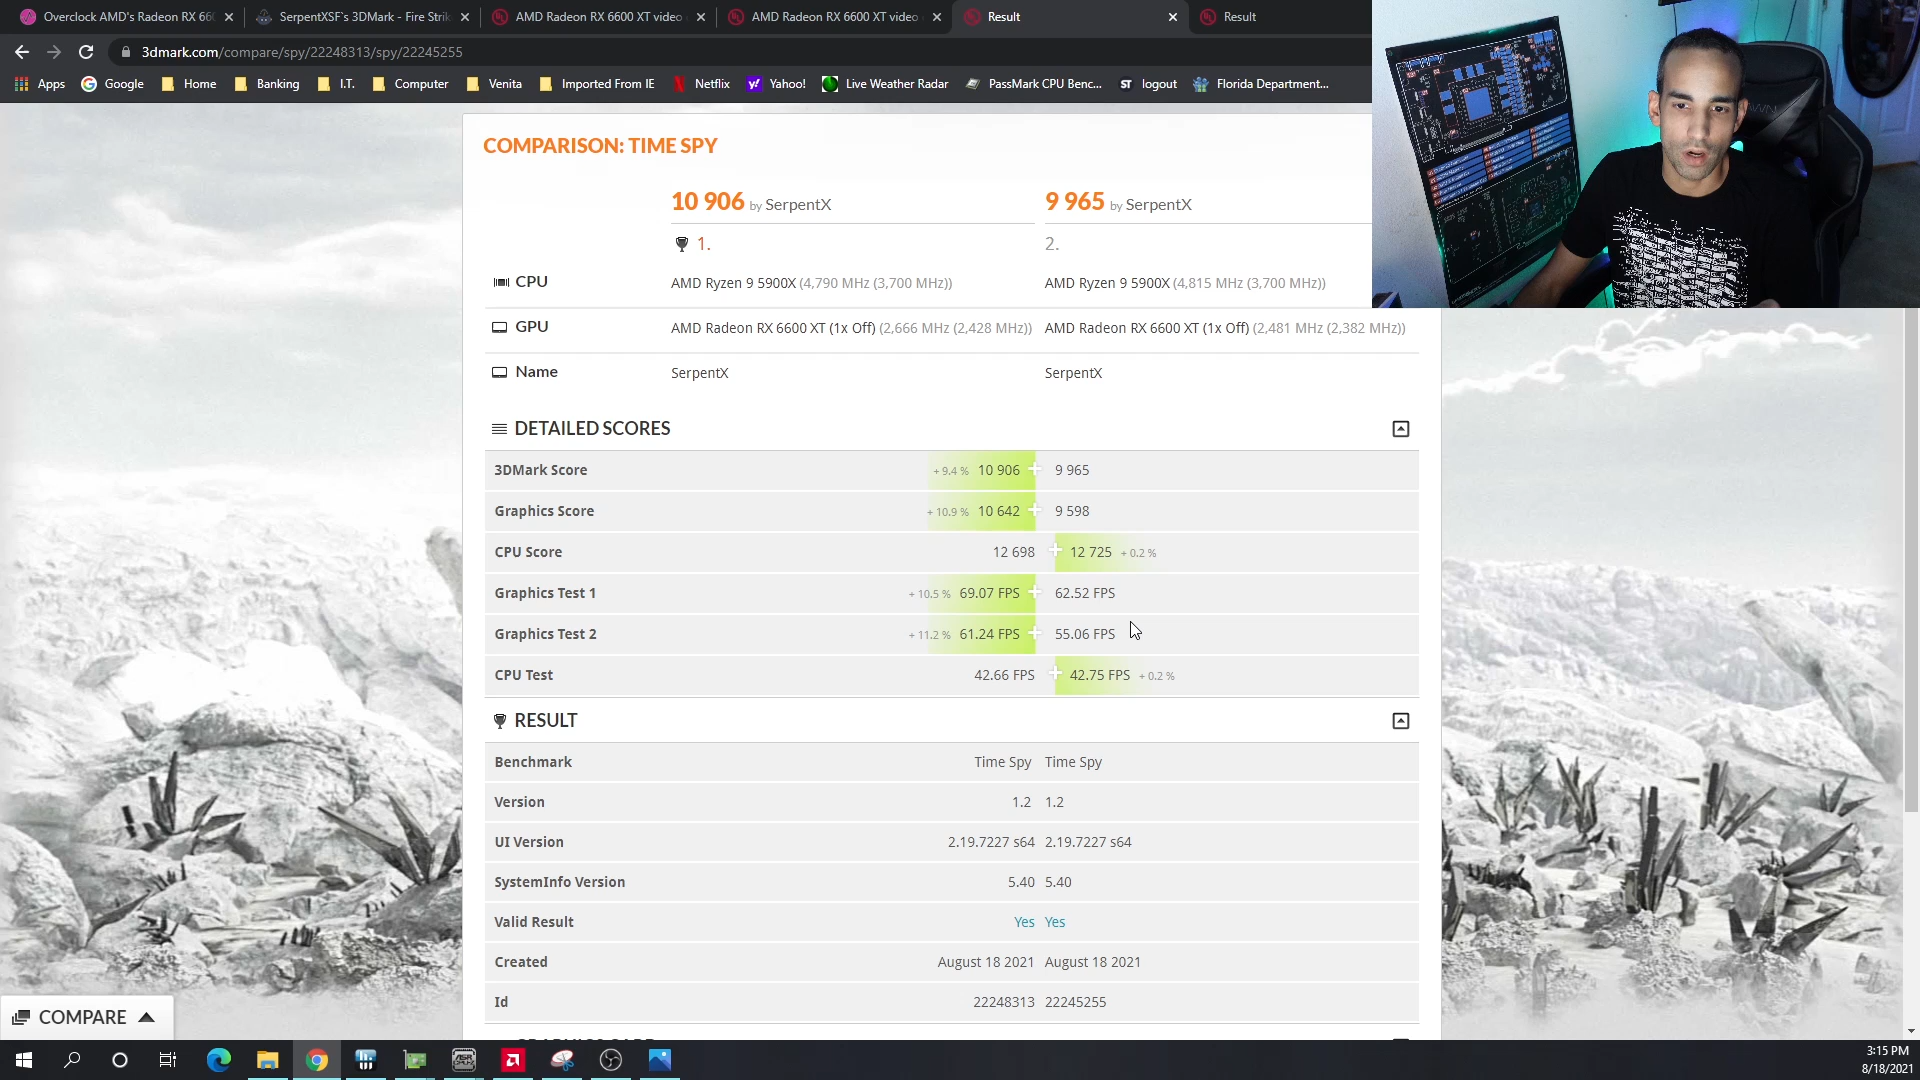 Overclock AMD's Radeon RX 66
SerpentXSF's 3DMark - Fire Strik
AMD Radeon RX 6600 XT video
AMD Radeon RX 6600 XT video
Result
Result
3dmark.com/compare/spy/22248313/spy/22245255
Apps Google Home Banking I.T. Computer Venita Imported From IE Netflix Yahoo! Live Weather Radar PassMark CPU Benc... ST logout Florida Department...
COMPARISON: TIME SPY
10 906 by SerpentX 9 965 by SerpentX
1. 2.
CPU AMD Ryzen 9 5900X (4,790 MHz (3,700 MHz)) AMD Ryzen 9 5900X (4,815 MHz (3,700 MHz))
GPU AMD Radeon RX 6600 XT (1x Off) (2,666 MHz (2,428 MHz)) AMD Radeon RX 6600 XT (1x Off) (2,481 MHz (2,382 MHz))
Name SerpentX SerpentX
DETAILED SCORES
3DMark Score + 9.4 % 10 906 9 965
Graphics Score + 10.9 % 10 642 9 598
CPU Score 12 698 12 725 + 0.2 %
Graphics Test 1 + 10.5 % 69.07 FPS 62.52 FPS
Graphics Test 2 + 11.2 % 61.24 FPS 55.06 FPS
CPU Test 42.66 FPS 42.75 FPS + 0.2 %
RESULT
Benchmark Time Spy Time Spy
Version 1.2 1.2
UI Version 2.19.7227 s64 2.19.7227 s64
SystemInfo Version 5.40 5.40
Valid Result Yes Yes
Created August 18 2021 August 18 2021
Id 22248313 22245255
COMPARE
3:15 PM
8/18/2021